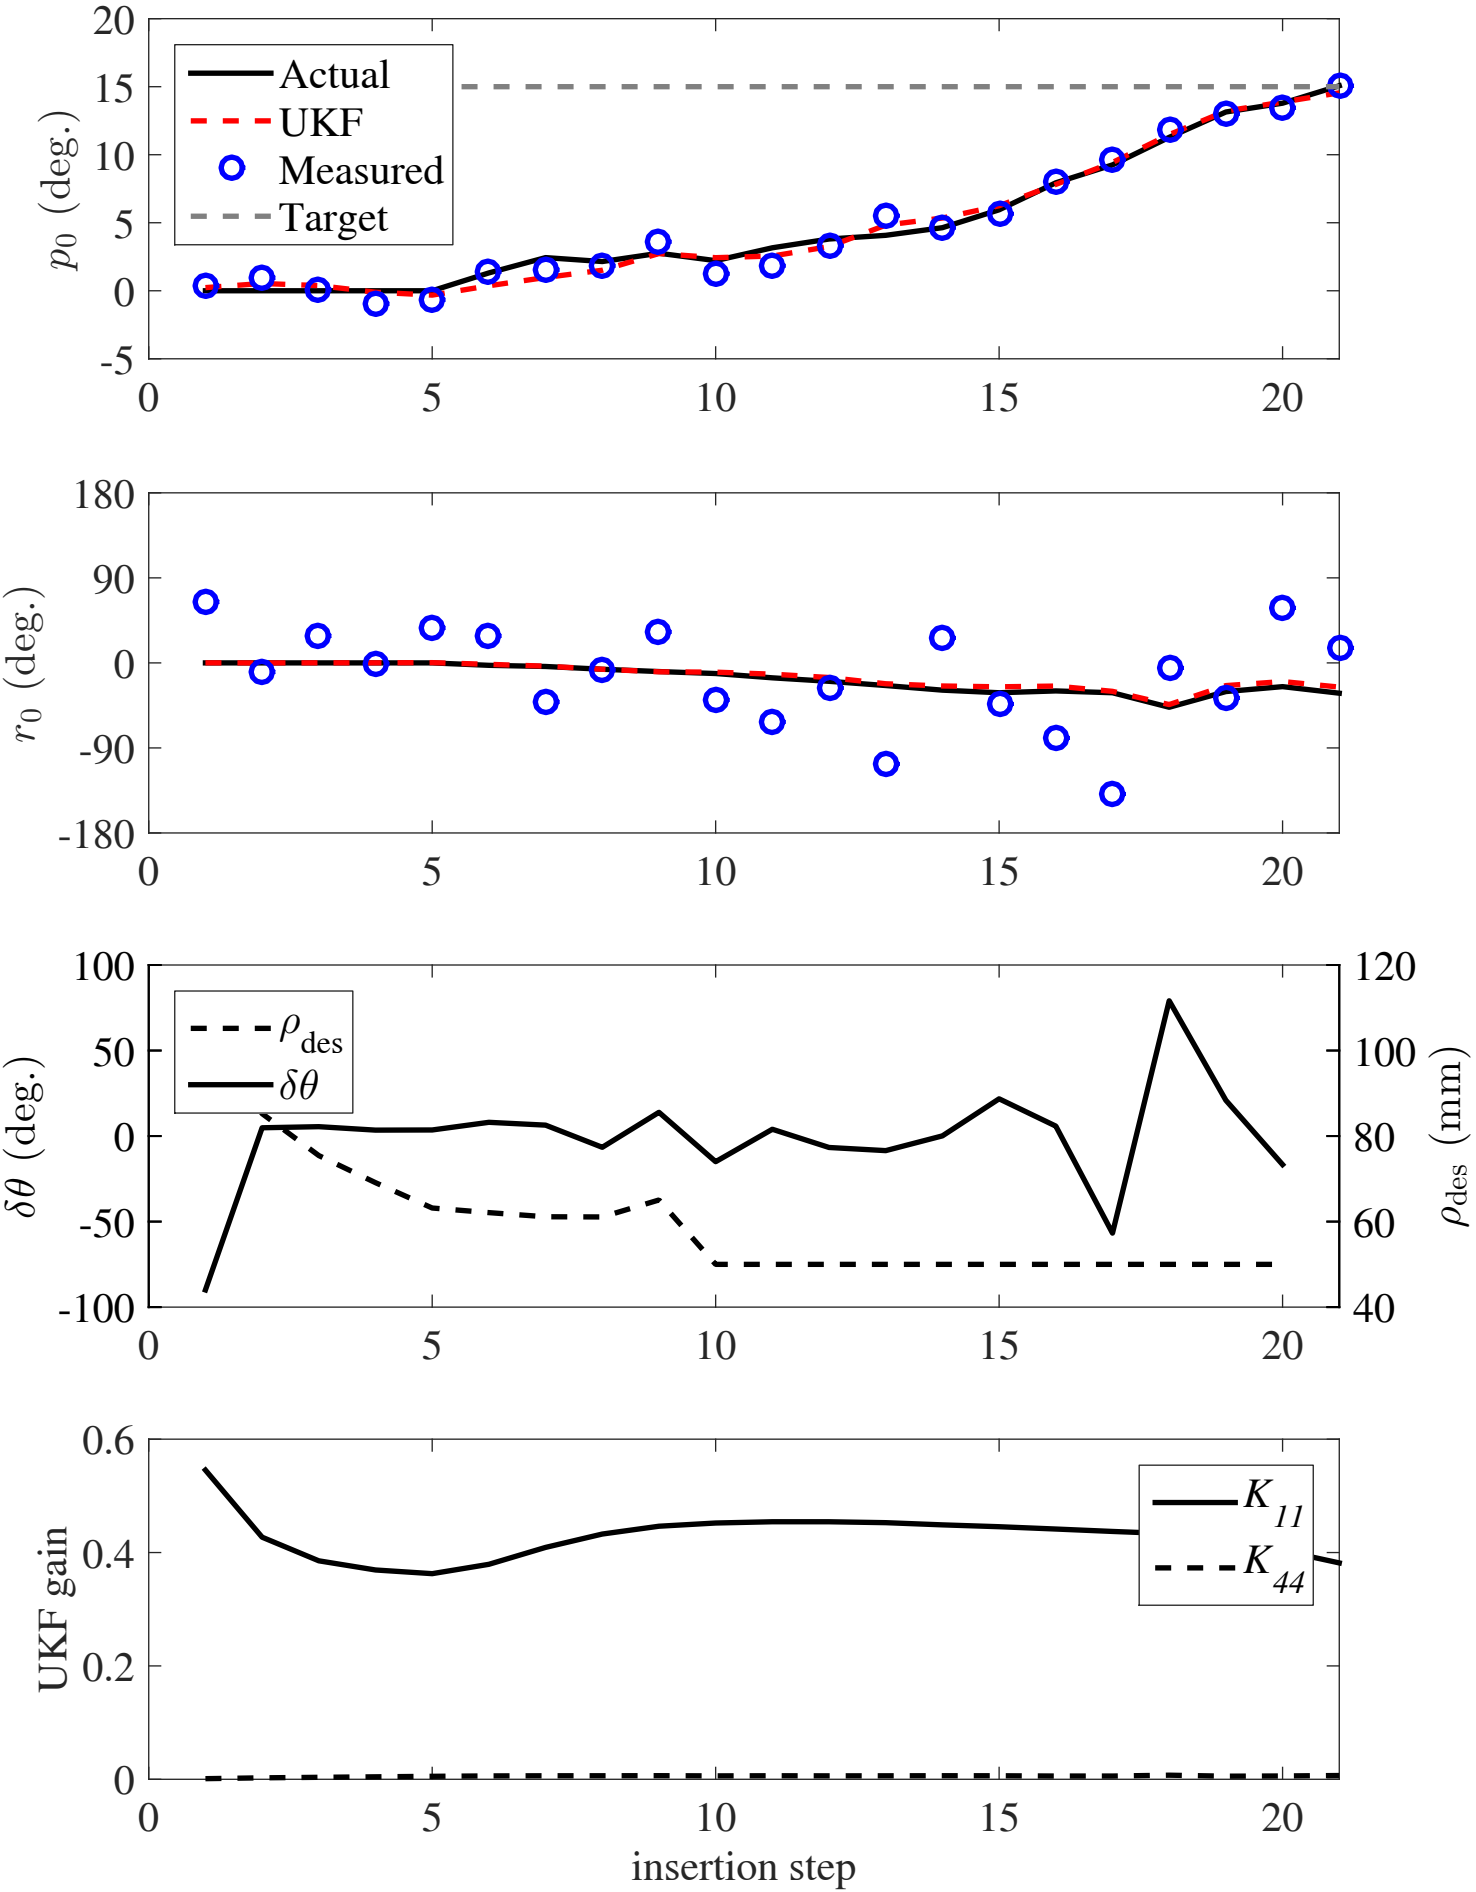 20
15
10
5
0
-5
p0 (deg.)
Actual
UKF
Measured
Target
0 5 10 15 20
180
90
0
-90
-180
r0 (deg.)
0 5 10 15 20
100
50
0
-50
-100
δθ (deg.)
ρdes
δθ
120
100
80
60
40
ρdes (mm)
0 5 10 15 20
0.6
0.4
0.2
0
UKF gain
K11
K44
0 5 10 15 20
insertion step